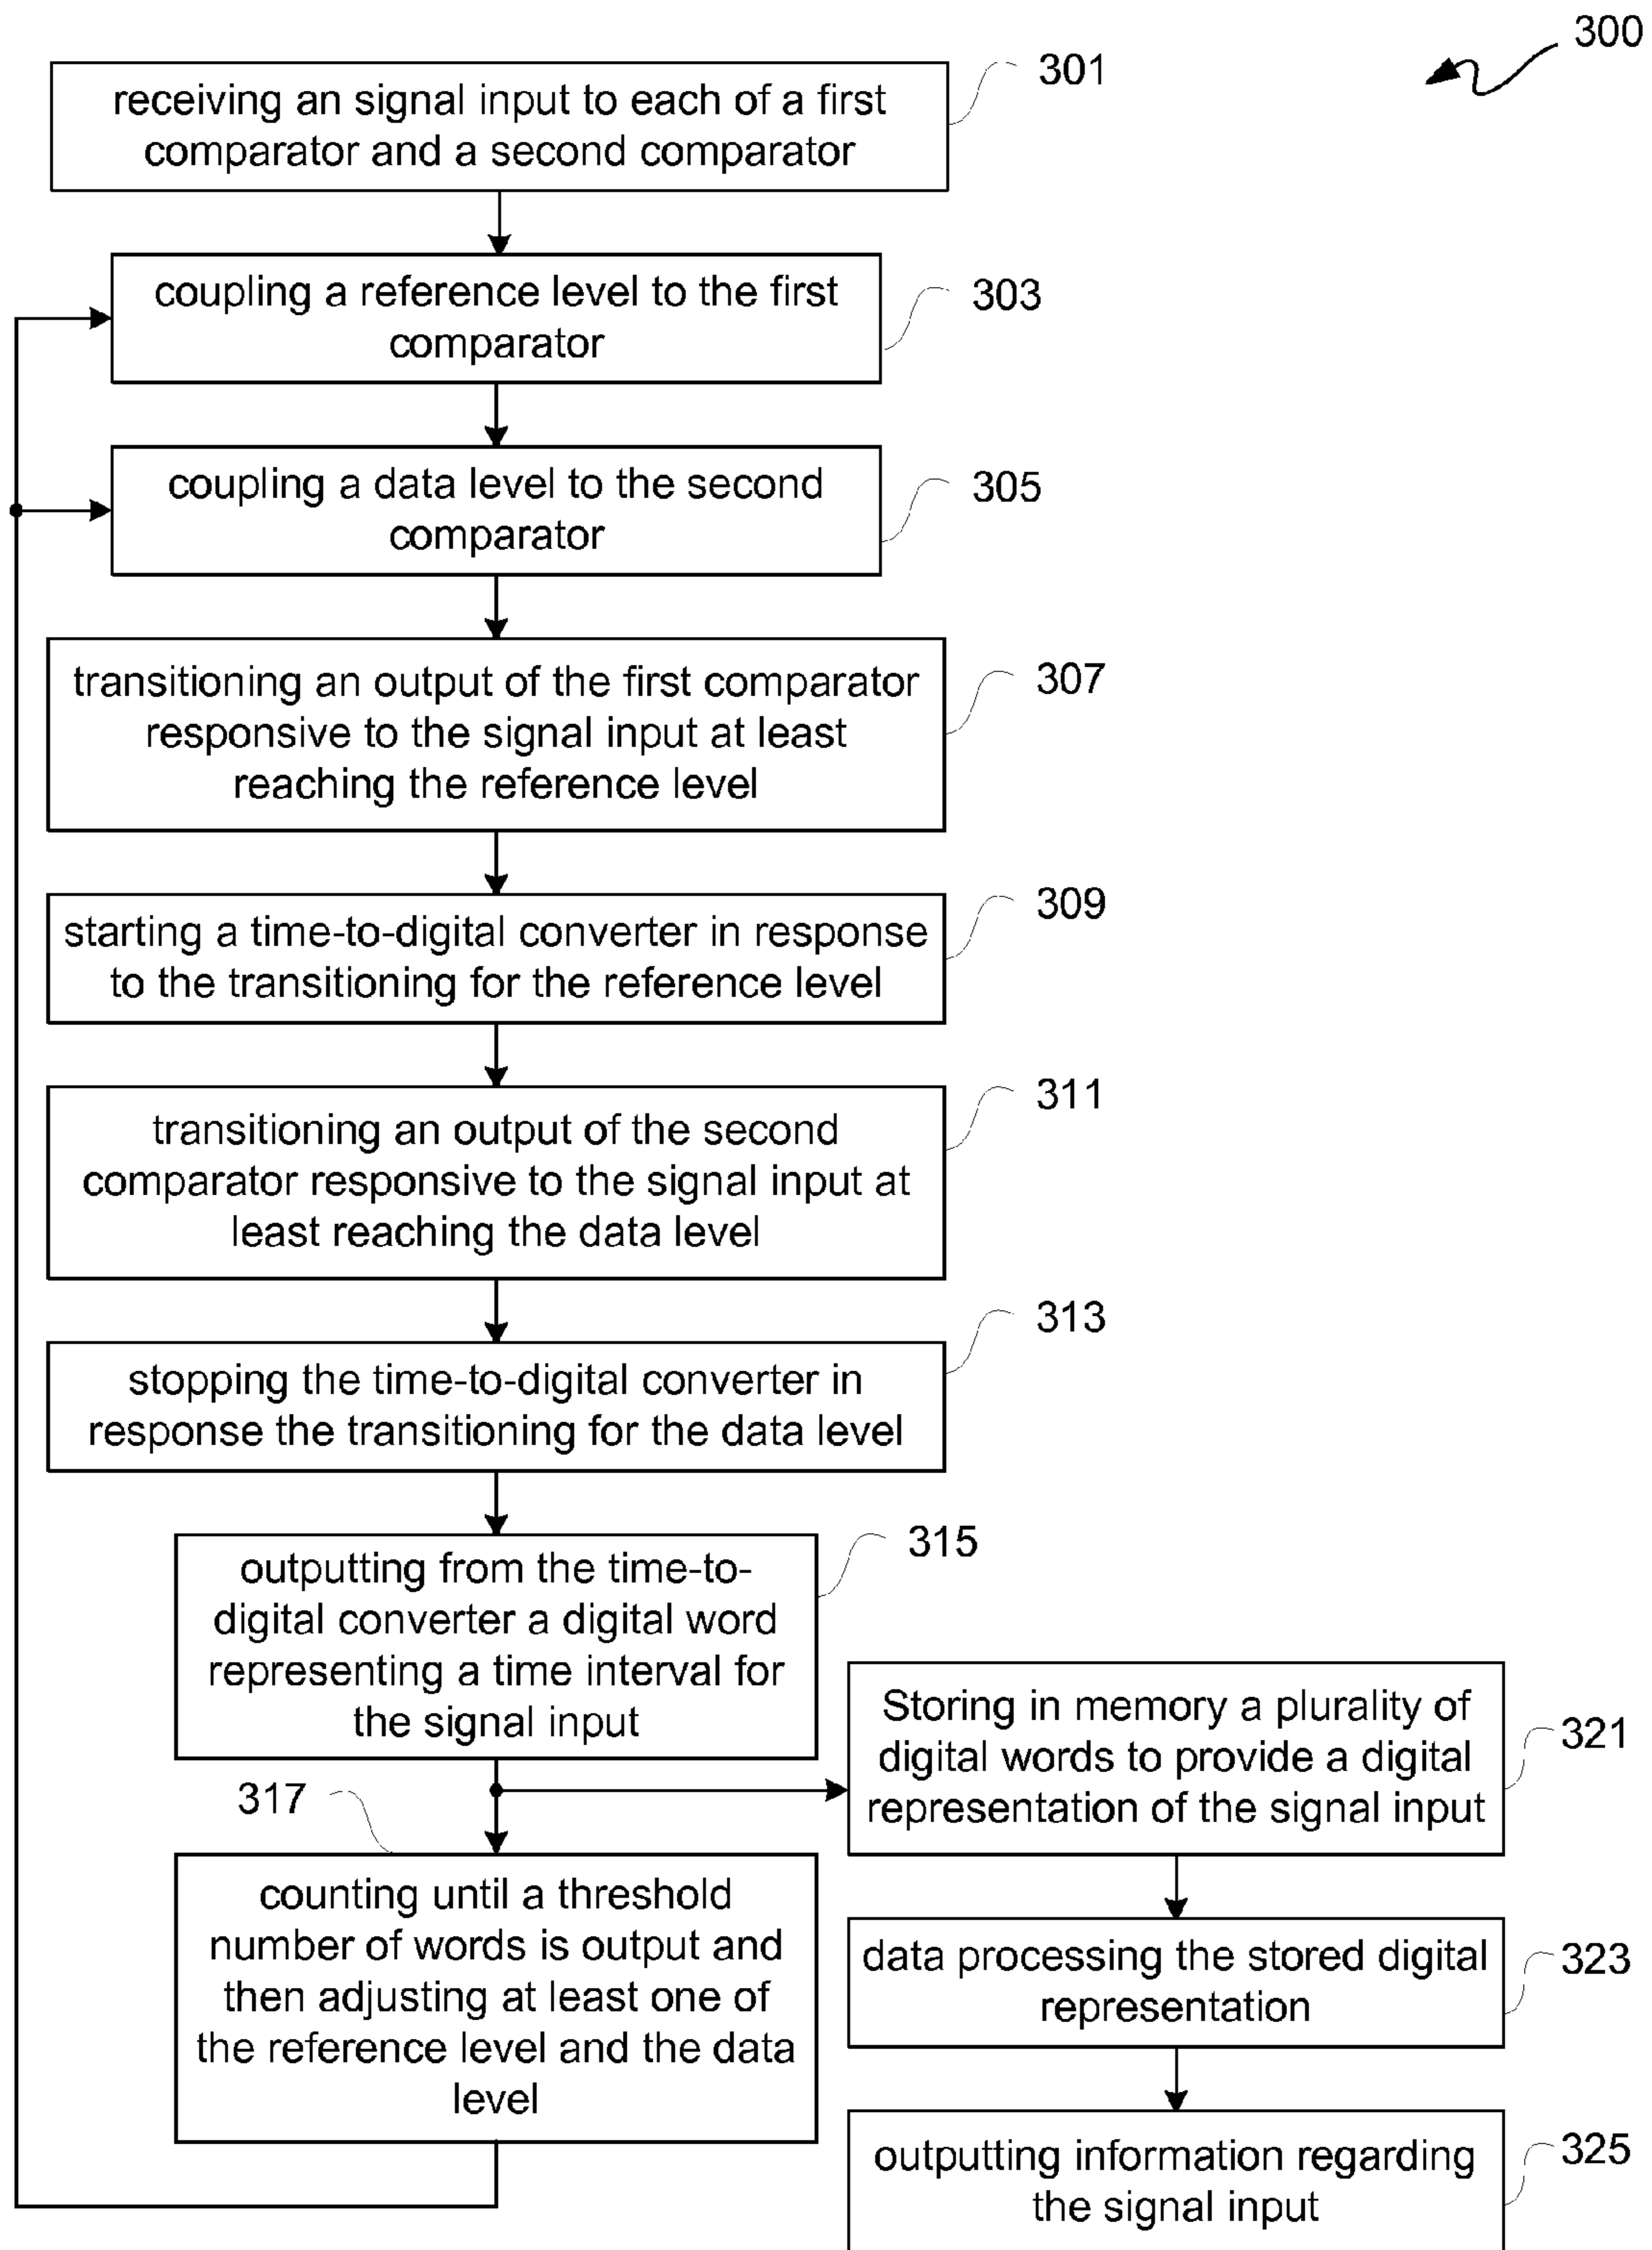 300
receiving an signal input to each of a first
comparator and a second comparator
301
coupling a reference level to the first
comparator
303
coupling a data level to the second
comparator
305
transitioning an output of the first comparator
responsive to the signal input at least
reaching the reference level
307
starting a time-to-digital converter in response
to the transitioning for the reference level
309
transitioning an output of the second
comparator responsive to the signal input at
least reaching the data level
311
stopping the time-to-digital converter in
response the transitioning for the data level
313
outputting from the time-to-
digital converter a digital word
representing a time interval for
the signal input
315
317
counting until a threshold
number of words is output and
then adjusting at least one of
the reference level and the data
level
Storing in memory a plurality of
digital words to provide a digital
representation of the signal input
321
data processing the stored digital
representation
323
outputting information regarding
the signal input
325